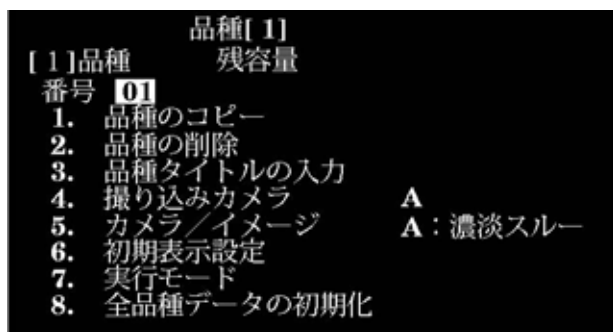 品種[ 1]
[ 1 ]品種 残容量
番号 01
1. 品種のコピー
2. 品種の削除
3. 品種タイトルの入力
4. 撮り込みカメラ A
5. カメラ／イメージ A：濃淡スルー
6. 初期表示設定
7. 実行モード
8. 全品種データの初期化